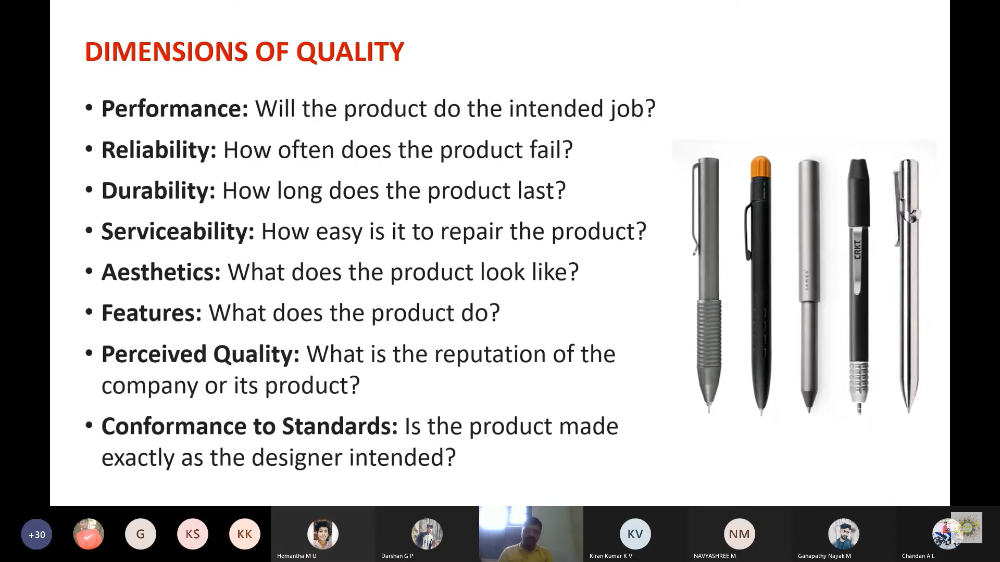 DIMENSIONS OF QUALITY
• Performance: Will the product do the intended job?
• Reliability: How often does the product fail?
• Durability: How long does the product last?
• Serviceability: How easy is it to repair the product?
• Aesthetics: What does the product look like?
• Features: What does the product do?
• Perceived Quality: What is the reputation of the
company or its product?
• Conformance to Standards: Is the product made
exactly as the designer intended?
JAMES
CRKT
+30
G
KS
KK
Hemantha M U
Darshan G P
KV
Kiran Kumar K V
NM
NAVYASHREE M
Ganapathy Nayak M
Chandan A L